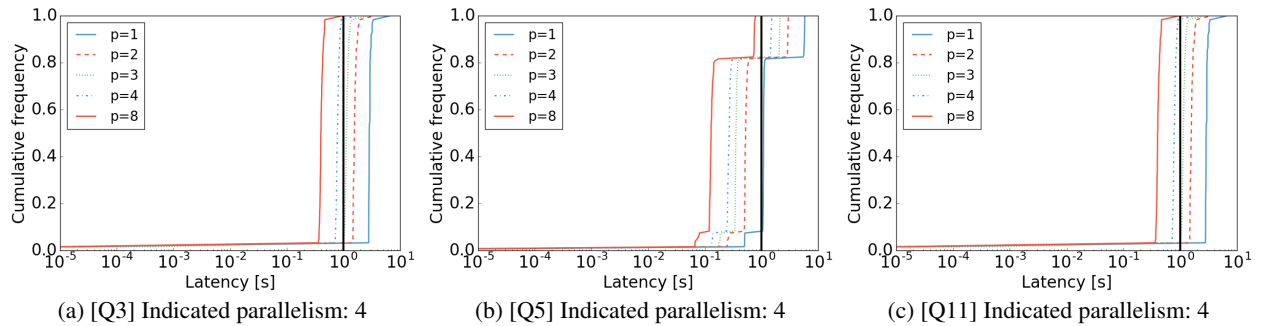 Cumulative frequency
1.0
0.8
0.6
0.4
0.2
0.0
p=1
p=2
p=3
p=4
p=8
10^-5 10^-4 10^-3 10^-2 10^-1 10^0 10^1
Latency [s]
(a) [Q3] Indicated parallelism: 4
Cumulative frequency
1.0
0.8
0.6
0.4
0.2
0.0
p=1
p=2
p=3
p=4
p=8
10^-5 10^-4 10^-3 10^-2 10^-1 10^0 10^1
Latency [s]
(b) [Q5] Indicated parallelism: 4
Cumulative frequency
1.0
0.8
0.6
0.4
0.2
0.0
p=1
p=2
p=3
p=4
p=8
10^-5 10^-4 10^-3 10^-2 10^-1 10^0 10^1
Latency [s]
(c) [Q11] Indicated parallelism: 4